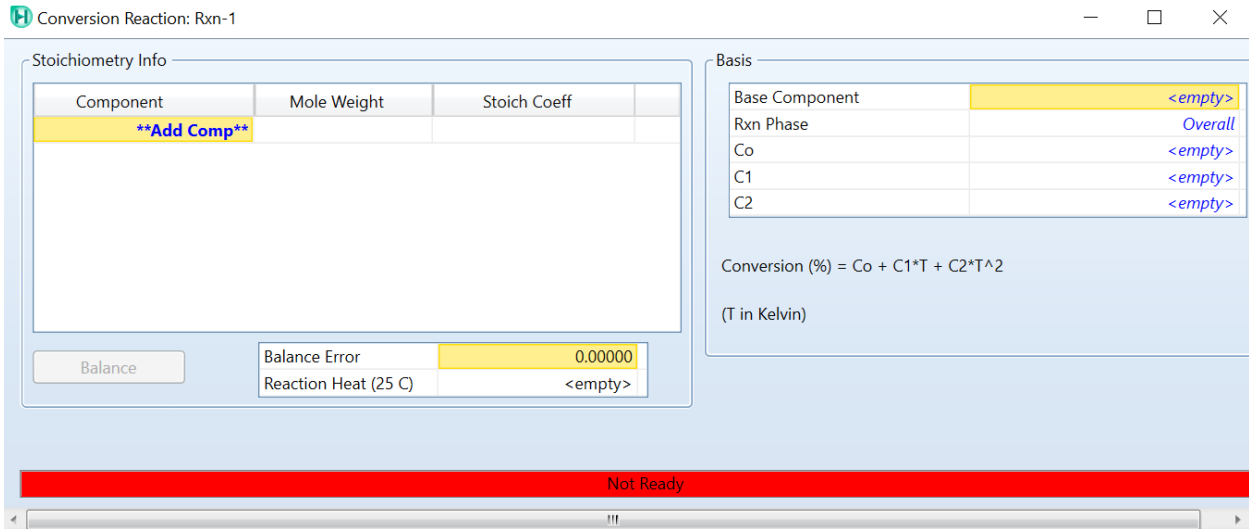 Conversion Reaction: Rxn-1
Stoichiometry Info
Component Mole Weight Stoich Coeff
**Add Comp**
Balance
Balance Error 0.00000
Reaction Heat (25 C) <empty>
Basis
Base Component <empty>
Rxn Phase Overall
Co <empty>
C1 <empty>
C2 <empty>
Conversion (%) = Co + C1*T + C2*T^2
(T in Kelvin)
Not Ready